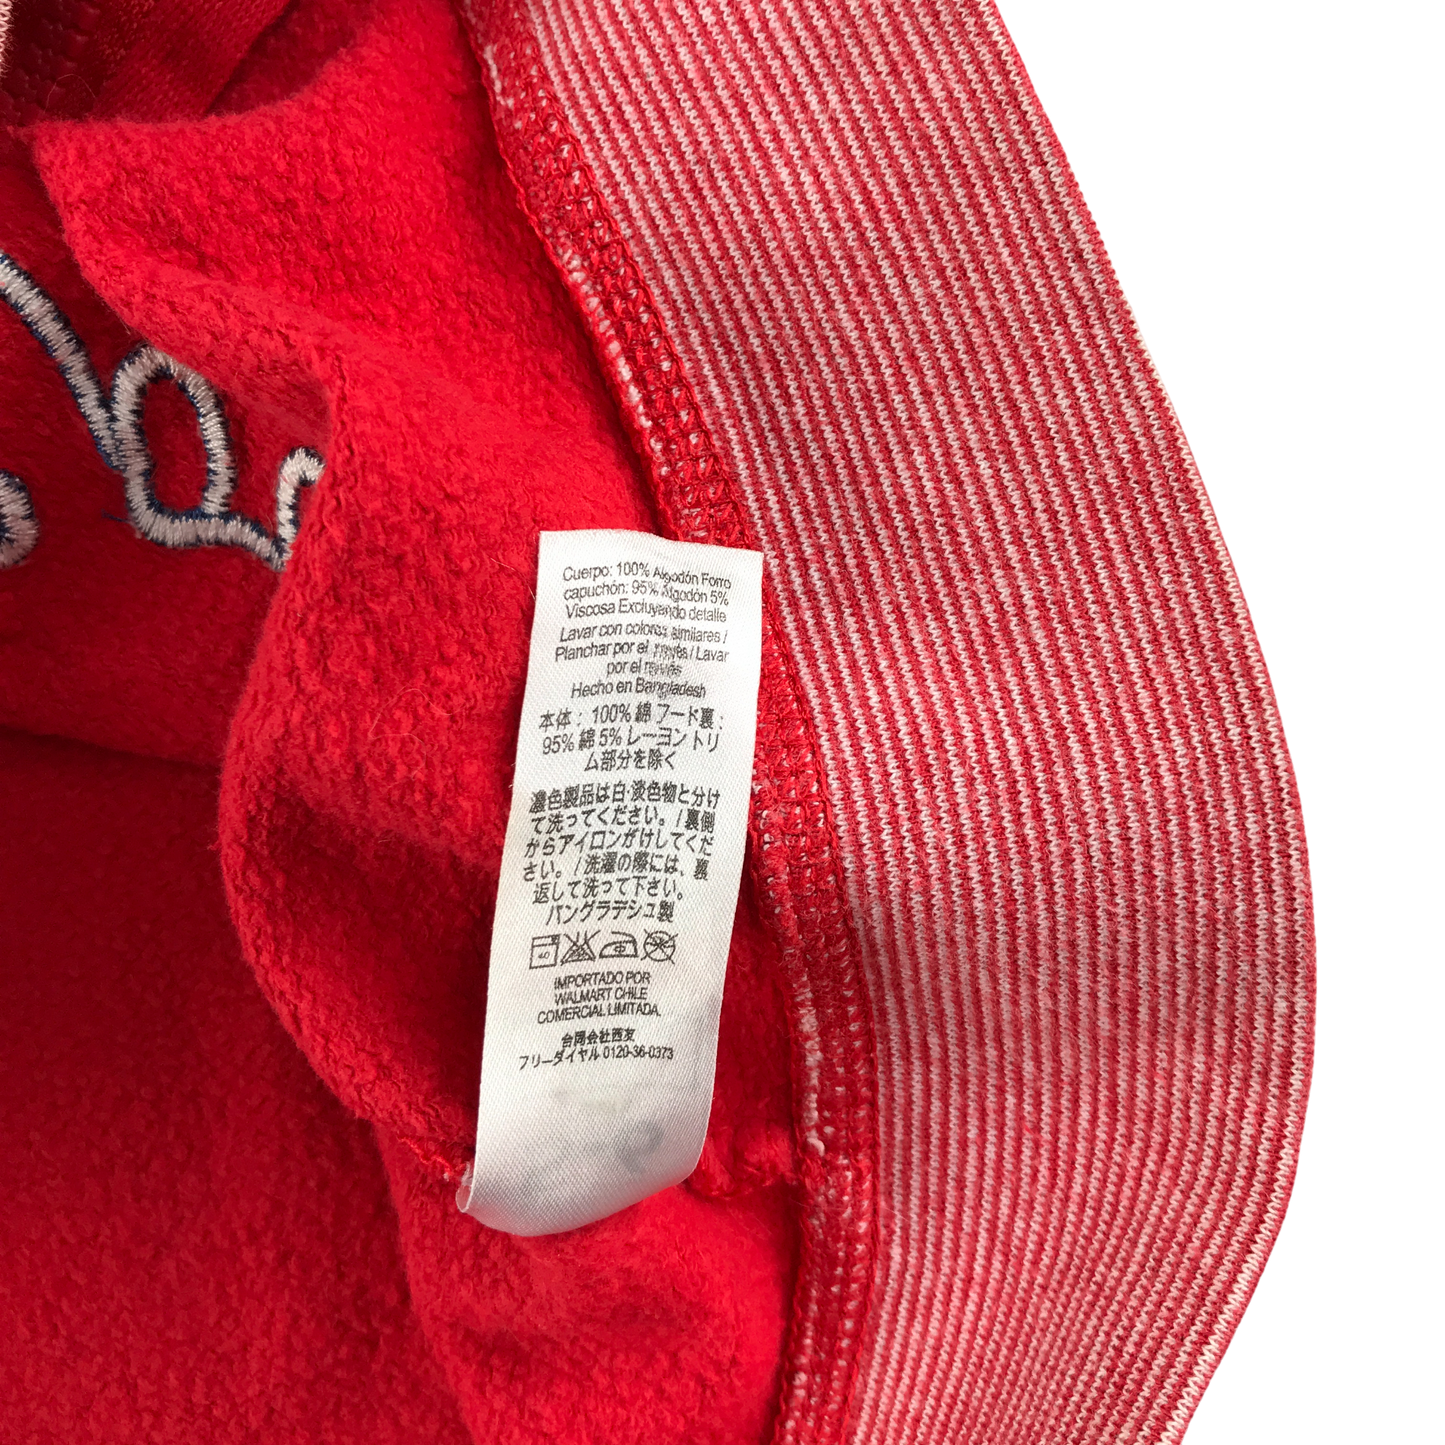 Cuerpo: 100% Algodón Forro
capuchón: 95% Algodón 5%
Viscosa Excluyendo detalle
Lavar con colores similares /
Planchar por el revés / Lavar
por el revés
Hecho en Bangladesh
本体： 100% 綿 フード裏：
95% 綿 5% レーヨン トリ
ム部分を除く
濃色製品は白·淡色物と分け
て洗ってください。/ 裏側
からアイロンがけしてくだ
さい。 / 洗濯の際には、裏
返して洗って下さい。
バングラデシュ製
40
IMPORTADO POR
WALMART CHILE
COMERCIAL LIMITADA.
合同会社西友
フリーダイヤル 0120-36-0373